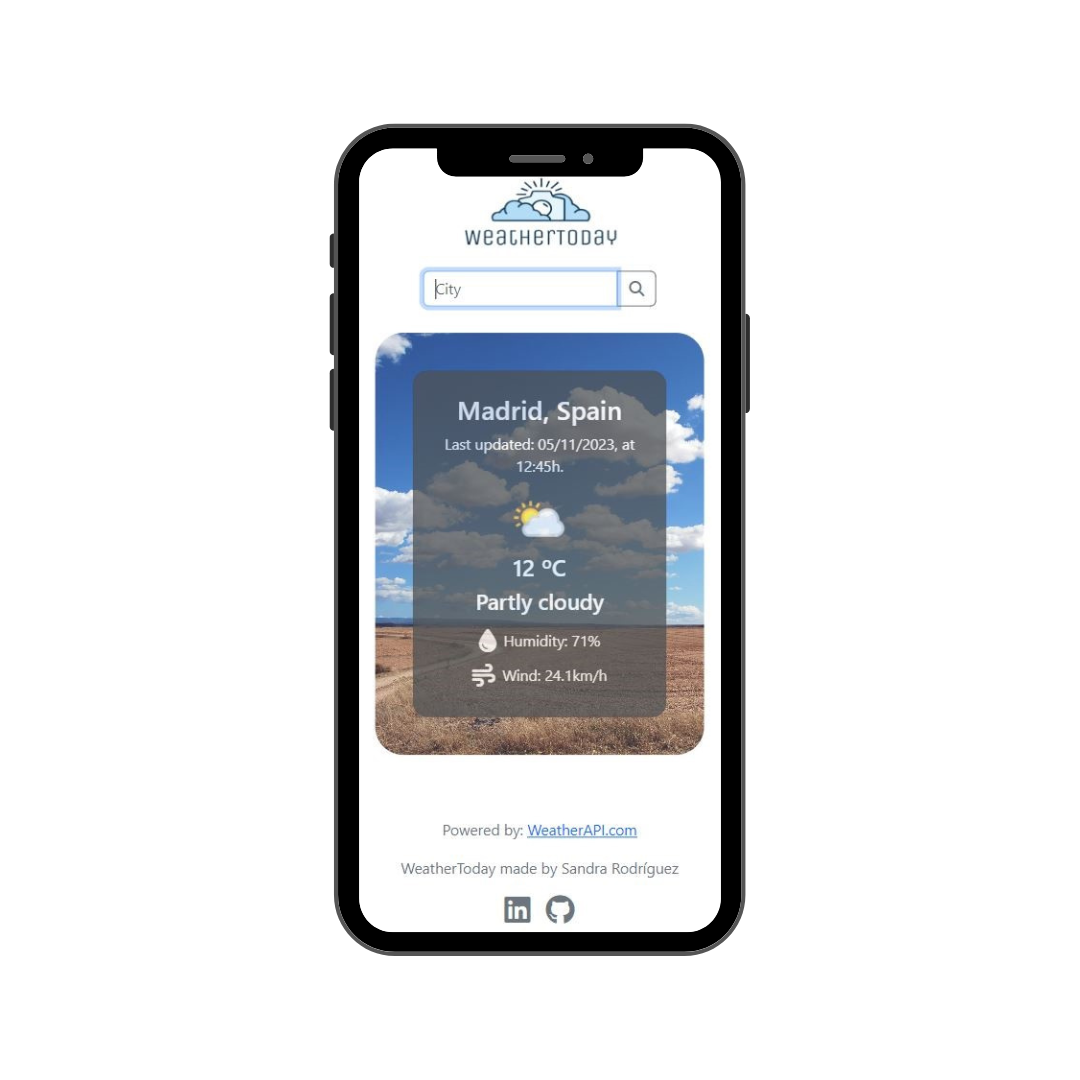 WEATHERTODAY
City
Madrid, Spain
Last updated: 05/11/2023, at
12:45h.
12 ºC
Partly cloudy
Humidity: 71%
Wind: 24.1km/h
Powered by: WeatherAPI.com
WeatherToday made by Sandra Rodríguez
in